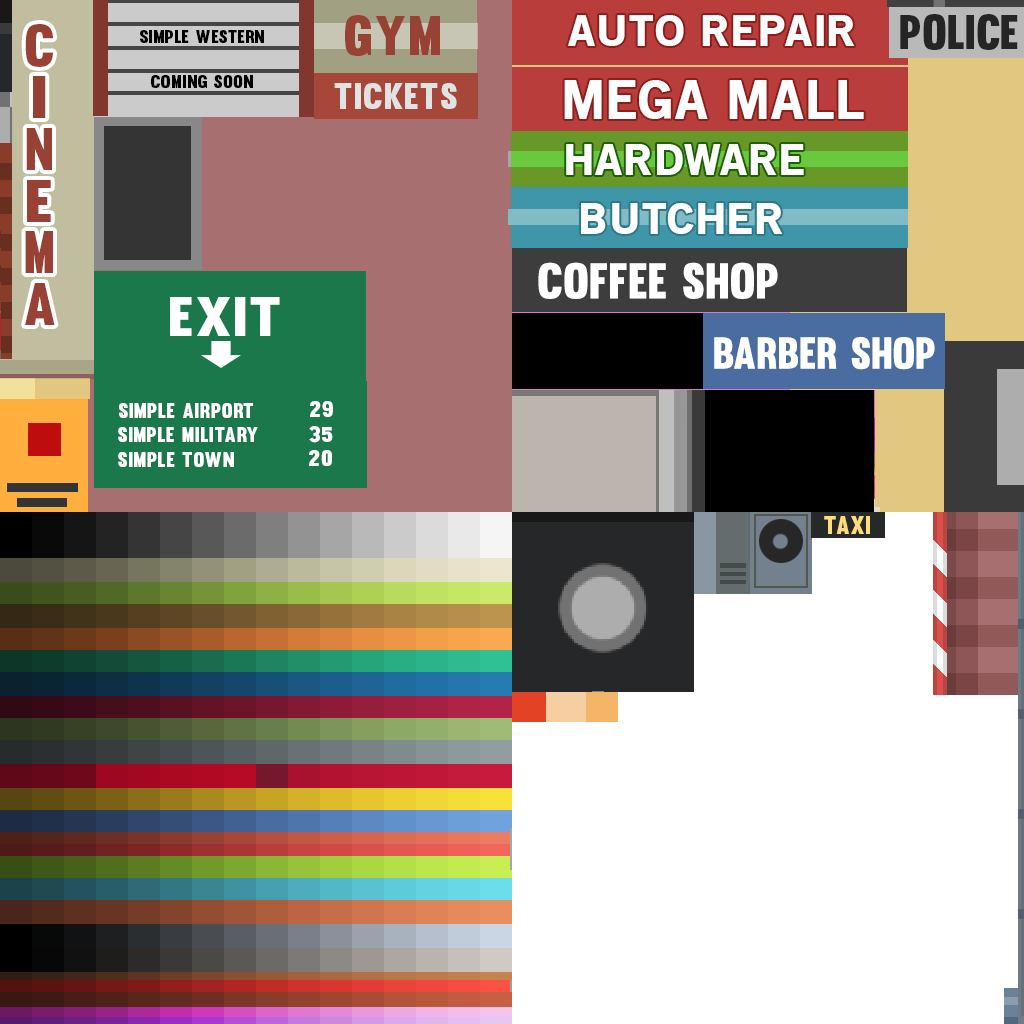 CINEMA
SIMPLE WESTERN
COMING SOON
GYM
TICKETS
EXIT
SIMPLE AIRPORT 29
SIMPLE MILITARY 35
SIMPLE TOWN 20
AUTO REPAIR
POLICE
MEGA MALL
HARDWARE
BUTCHER
COFFEE SHOP
BARBER SHOP
TAXI